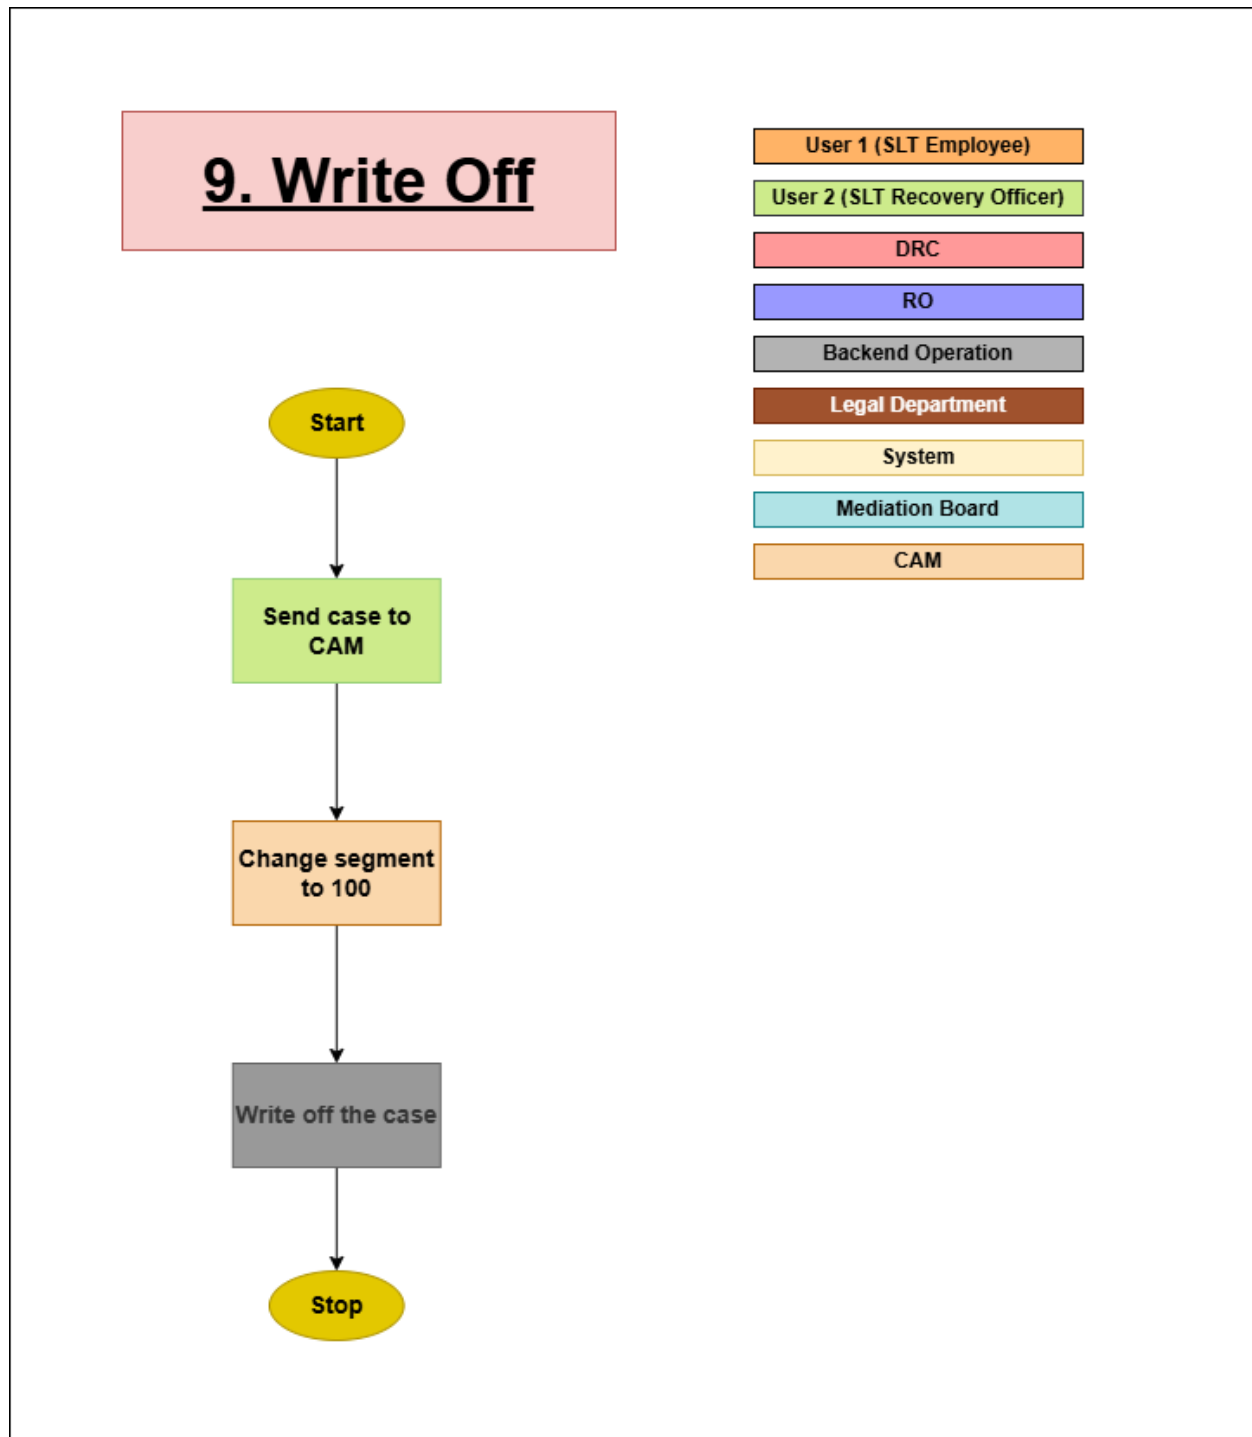 9. Write Off
User 1 (SLT Employee)
User 2 (SLT Recovery Officer)
DRC
RO
Backend Operation
Legal Department
System
Mediation Board
CAM
Start
Send case to
CAM
Change segment
to 100
Write off the case
Stop